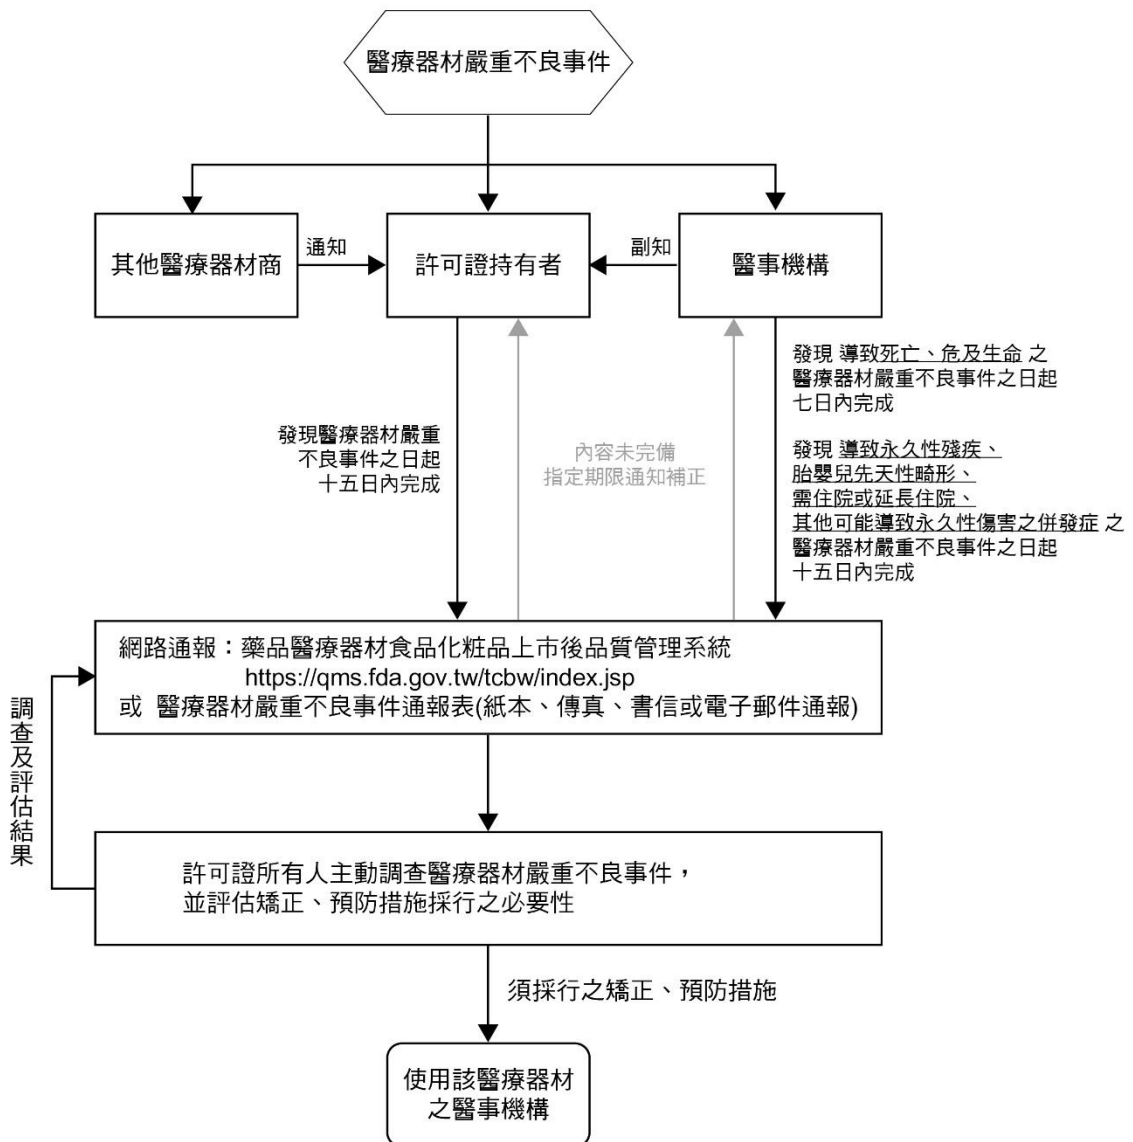 醫療器材嚴重不良事件
其他醫療器材商
通知
許可證持有者
副知
醫事機構
發現醫療器材嚴重
不良事件之日起
十五日內完成
內容未完備
指定期限通知補正
發現 導致死亡、危及生命 之
醫療器材嚴重不良事件之日起
七日內完成
發現 導致永久性殘疾、
胎嬰兒先天性畸形、
需住院或延長住院、
其他可能導致永久性傷害之併發症 之
醫療器材嚴重不良事件之日起
十五日內完成
網路通報：藥品醫療器材食品化粧品上市後品質管理系統
https://qms.fda.gov.tw/tcbw/index.jsp
或 醫療器材嚴重不良事件通報表(紙本、傳真、書信或電子郵件通報)
調查及評估結果
許可證所有人主動調查醫療器材嚴重不良事件，
並評估矯正、預防措施採行之必要性
須採行之矯正、預防措施
使用該醫療器材
之醫事機構